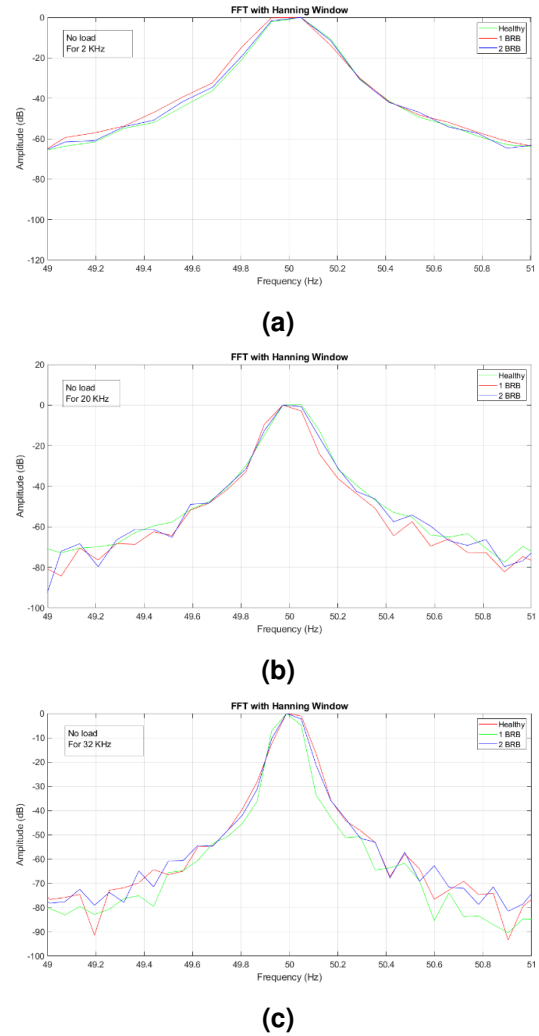 FFT with Hanning Window
No load
For 2 KHz
Healthy
1 BRB
2 BRB
Amplitude (dB)
0
-20
-40
-60
-80
-100
-120
49 49.2 49.4 49.6 49.8 50 50.2 50.4 50.6 50.8 51
Frequency (Hz)
(a)
FFT with Hanning Window
No load
For 20 KHz
Healthy
1 BRB
2 BRB
Amplitude (dB)
20
0
-20
-40
-60
-80
-100
49 49.2 49.4 49.6 49.8 50 50.2 50.4 50.6 50.8 51
Frequency (Hz)
(b)
FFT with Hanning Window
No load
For 32 KHz
Healthy
1 BRB
2 BRB
Amplitude (dB)
0
-10
-20
-30
-40
-50
-60
-70
-80
-90
-100
49 49.2 49.4 49.6 49.8 50 50.2 50.4 50.6 50.8 51
Frequency (Hz)
(c)